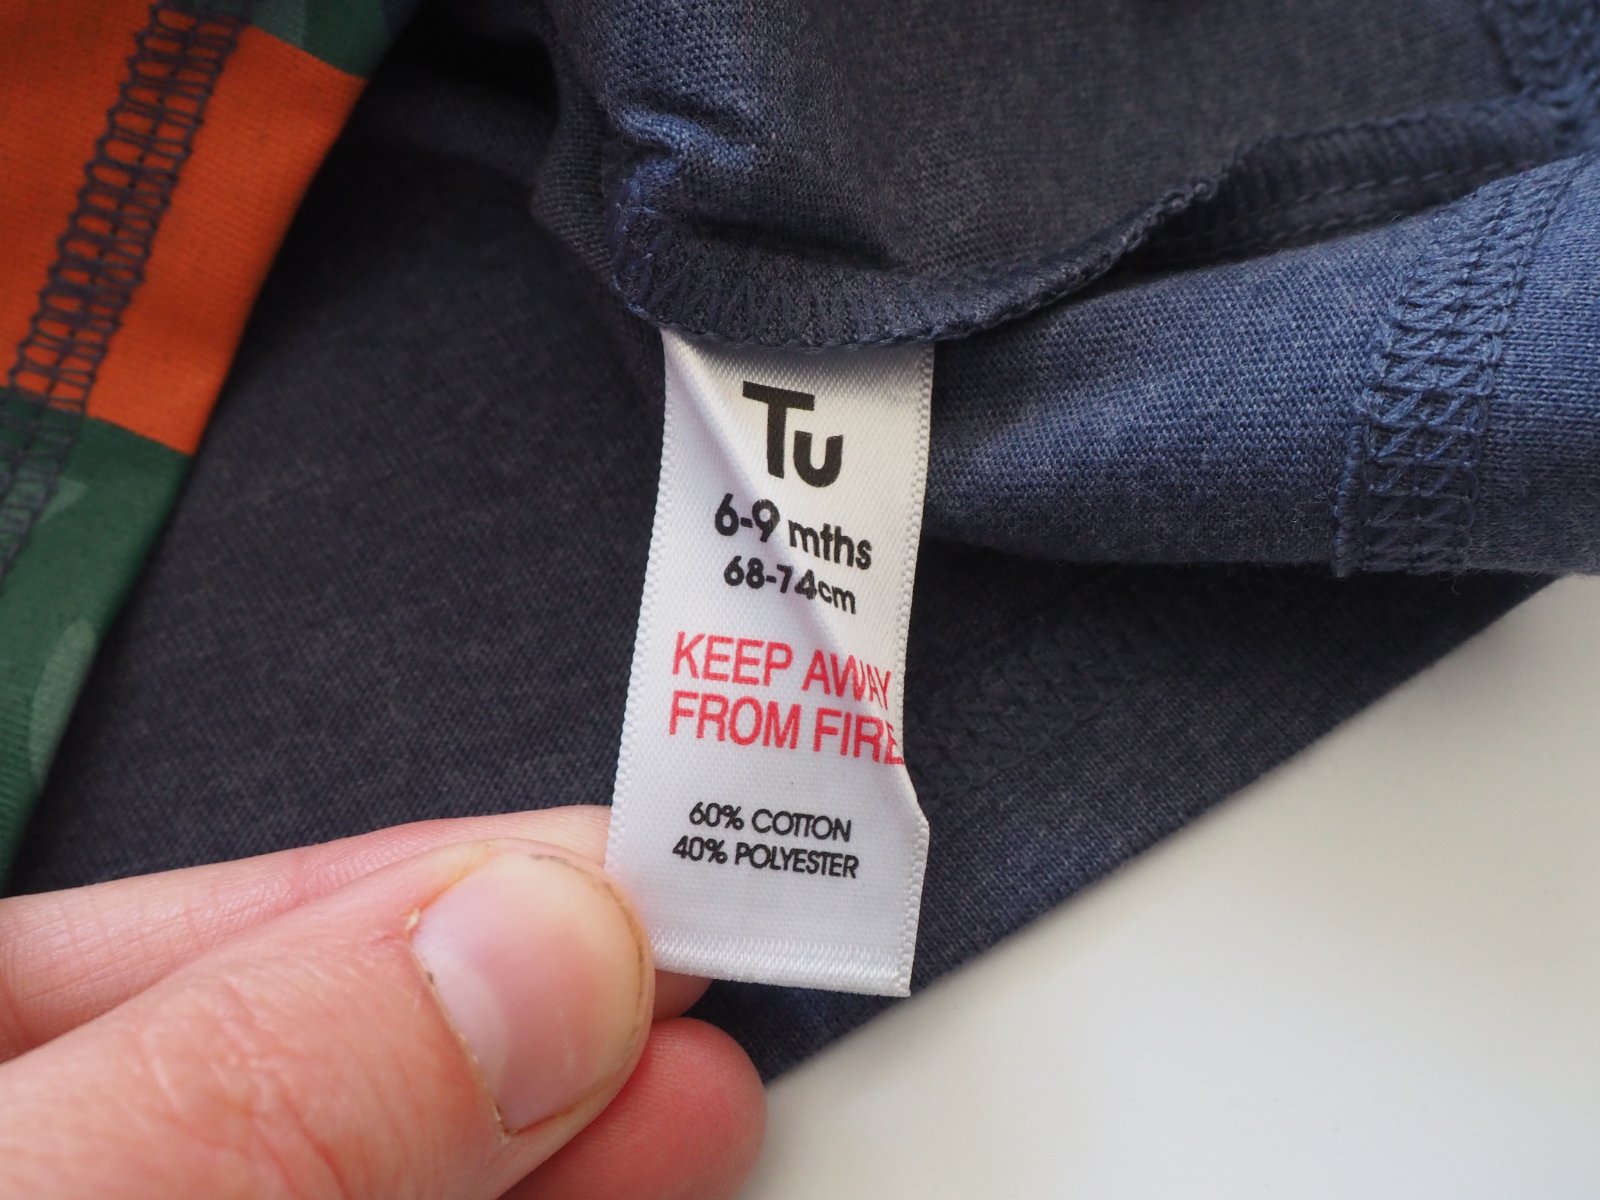 Tu
6-9 mths
68-74cm
KEEP AWAY
FROM FIRE
60% COTTON
40% POLYESTER